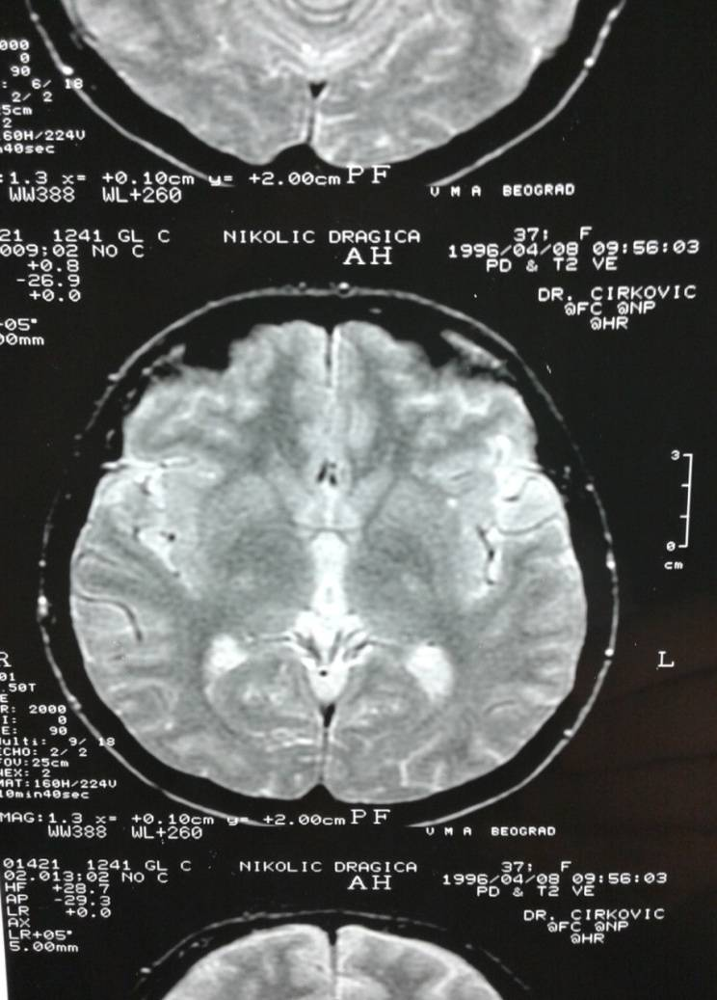 000
0
90
: 6/ 18
2/ 2
5cm
2
60H/224V
n40sec
:1.3 x= +0.10cm y= +2.00cm PF
WW388 WL+260
V M A BEOGRAD
21 1241 GL C NIKOLIC DRAGICA 37; F
009;02 NO C AH 1996/04/08 09:56:03
+0.8 PD & T2 VE
-26.9
+0.0 DR. CIRKOVIC
@FC @NP
+05° @HR
00mm
3
0
cm
R L
01
.50T
E
R: 2000
I: 0
E: 90
Multi: 9/ 18
ECHO: 2/ 2
FOV:25cm
NEX: 2
MAT:160H/224V
10min40sec
MAG:1.3 x= +0.10cm y= +2.00cm PF
WW388 WL+260
V M A BEOGRAD
01421 1241 GL C NIKOLIC DRAGICA 37; F
02.013;02 NO C AH 1996/04/08 09:56:03
HF +28.7 PD & T2 VE
AP -29.3
LR +0.0 DR. CIRKOVIC
AX @FC @NP
LR+05° @HR
5.00mm